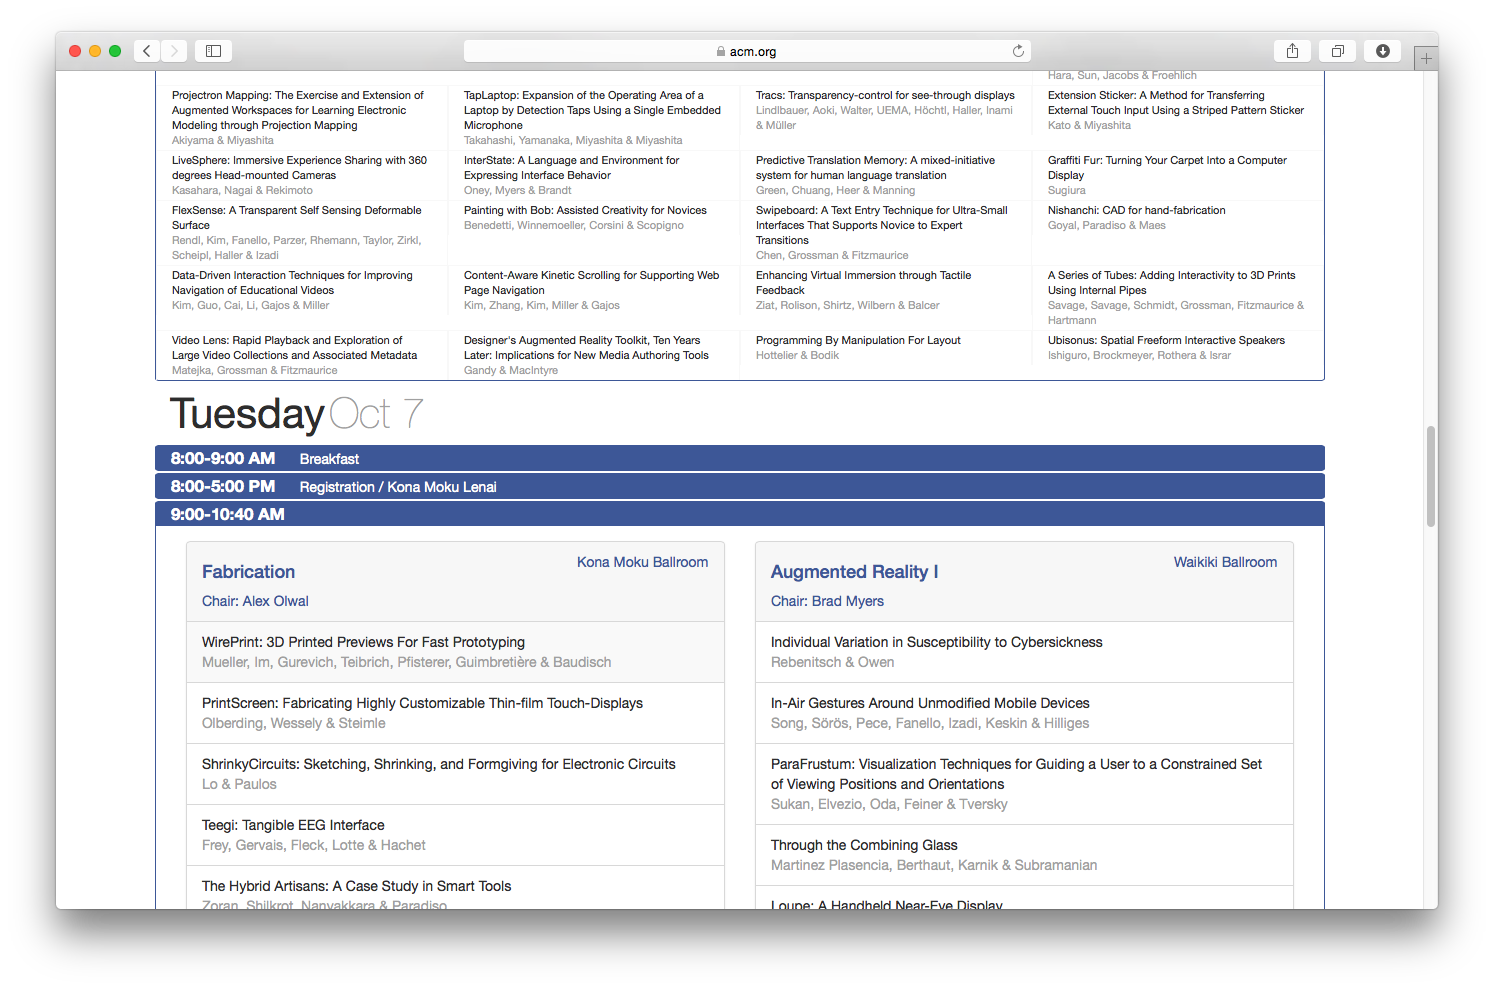 acm.org
Hara, Sun, Jacobs & Froehlich
Projectron Mapping: The Exercise and Extension of
Augmented Workspaces for Learning Electronic
Modeling through Projection Mapping
Akiyama & Miyashita
TapLaptop: Expansion of the Operating Area of a
Laptop by Detection Taps Using a Single Embedded
Microphone
Takahashi, Yamanaka, Miyashita & Miyashita
Tracs: Transparency-control for see-through displays
Lindlbauer, Aoki, Walter, UEMA, Höchtl, Haller, Inami
& Müller
Extension Sticker: A Method for Transferring
External Touch Input Using a Striped Pattern Sticker
Kato & Miyashita
LiveSphere: Immersive Experience Sharing with 360
degrees Head-mounted Cameras
Kasahara, Nagai & Rekimoto
InterState: A Language and Environment for
Expressing Interface Behavior
Oney, Myers & Brandt
Predictive Translation Memory: A mixed-initiative
system for human language translation
Green, Chuang, Heer & Manning
Graffiti Fur: Turning Your Carpet Into a Computer
Display
Sugiura
FlexSense: A Transparent Self Sensing Deformable
Surface
Rendl, Kim, Fanello, Parzer, Rhemann, Taylor, Zirkl,
Scheipl, Haller & Izadi
Painting with Bob: Assisted Creativity for Novices
Benedetti, Winnemoeller, Corsini & Scopigno
Swipeboard: A Text Entry Technique for Ultra-Small
Interfaces That Supports Novice to Expert
Transitions
Chen, Grossman & Fitzmaurice
Nishanchi: CAD for hand-fabrication
Goyal, Paradiso & Maes
Data-Driven Interaction Techniques for Improving
Navigation of Educational Videos
Kim, Guo, Cai, Li, Gajos & Miller
Content-Aware Kinetic Scrolling for Supporting Web
Page Navigation
Kim, Zhang, Kim, Miller & Gajos
Enhancing Virtual Immersion through Tactile
Feedback
Ziat, Rolison, Shirtz, Wilbern & Balcer
A Series of Tubes: Adding Interactivity to 3D Prints
Using Internal Pipes
Savage, Savage, Schmidt, Grossman, Fitzmaurice &
Hartmann
Video Lens: Rapid Playback and Exploration of
Large Video Collections and Associated Metadata
Matejka, Grossman & Fitzmaurice
Designer's Augmented Reality Toolkit, Ten Years
Later: Implications for New Media Authoring Tools
Gandy & MacIntyre
Programming By Manipulation For Layout
Hottelier & Bodik
Ubisonus: Spatial Freeform Interactive Speakers
Ishiguro, Brockmeyer, Rothera & Israr
Tuesday Oct 7
8:00-9:00 AM Breakfast
8:00-5:00 PM Registration / Kona Moku Lenai
9:00-10:40 AM
Kona Moku Ballroom
Fabrication
Chair: Alex Olwal
WirePrint: 3D Printed Previews For Fast Prototyping
Mueller, Im, Gurevich, Teibrich, Pfisterer, Guimbretière & Baudisch
PrintScreen: Fabricating Highly Customizable Thin-film Touch-Displays
Olberding, Wessely & Steimle
ShrinkyCircuits: Sketching, Shrinking, and Formgiving for Electronic Circuits
Lo & Paulos
Teegi: Tangible EEG Interface
Frey, Gervais, Fleck, Lotte & Hachet
The Hybrid Artisans: A Case Study in Smart Tools
Zoran, Shilkrot, Nanyakkara & Paradiso
Waikiki Ballroom
Augmented Reality I
Chair: Brad Myers
Individual Variation in Susceptibility to Cybersickness
Rebenitsch & Owen
In-Air Gestures Around Unmodified Mobile Devices
Song, Sörös, Pece, Fanello, Izadi, Keskin & Hilliges
ParaFrustum: Visualization Techniques for Guiding a User to a Constrained Set
of Viewing Positions and Orientations
Sukan, Elvezio, Oda, Feiner & Tversky
Through the Combining Glass
Martinez Plasencia, Berthaut, Karnik & Subramanian
Loupe: A Handheld Near-Eye Display